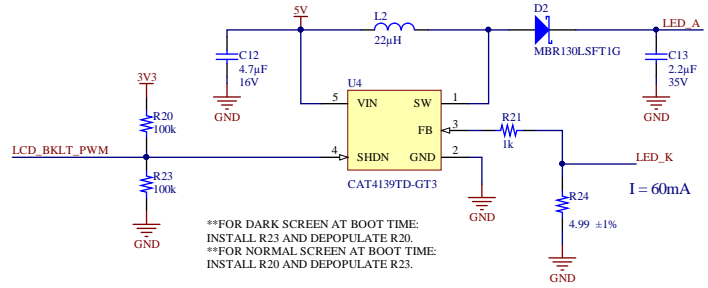 5V
L2
22µH
D2
MBR130LSFT1G
LED_A
C12
4.7µF
16V
GND
C13
2.2µF
35V
GND
3V3
R20
100k
U4
5 VIN SW 1
FB 3
4 SHDN GND 2
CAT4139TD-GT3
R21
1k
LED_K
LCD_BKLT_PWM
R23
100k
GND
GND
R24
4.99 ±1%
I = 60mA
GND
**FOR DARK SCREEN AT BOOT TIME:
INSTALL R23 AND DEPOPULATE R20.
**FOR NORMAL SCREEN AT BOOT TIME:
INSTALL R20 AND DEPOPULATE R23.